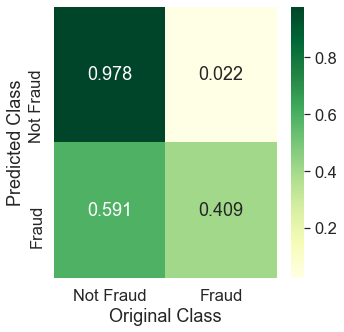 Predicted Class
Not Fraud
Fraud
0.978 0.022
0.591 0.409
Not Fraud Fraud
Original Class
0.8
0.6
0.4
0.2